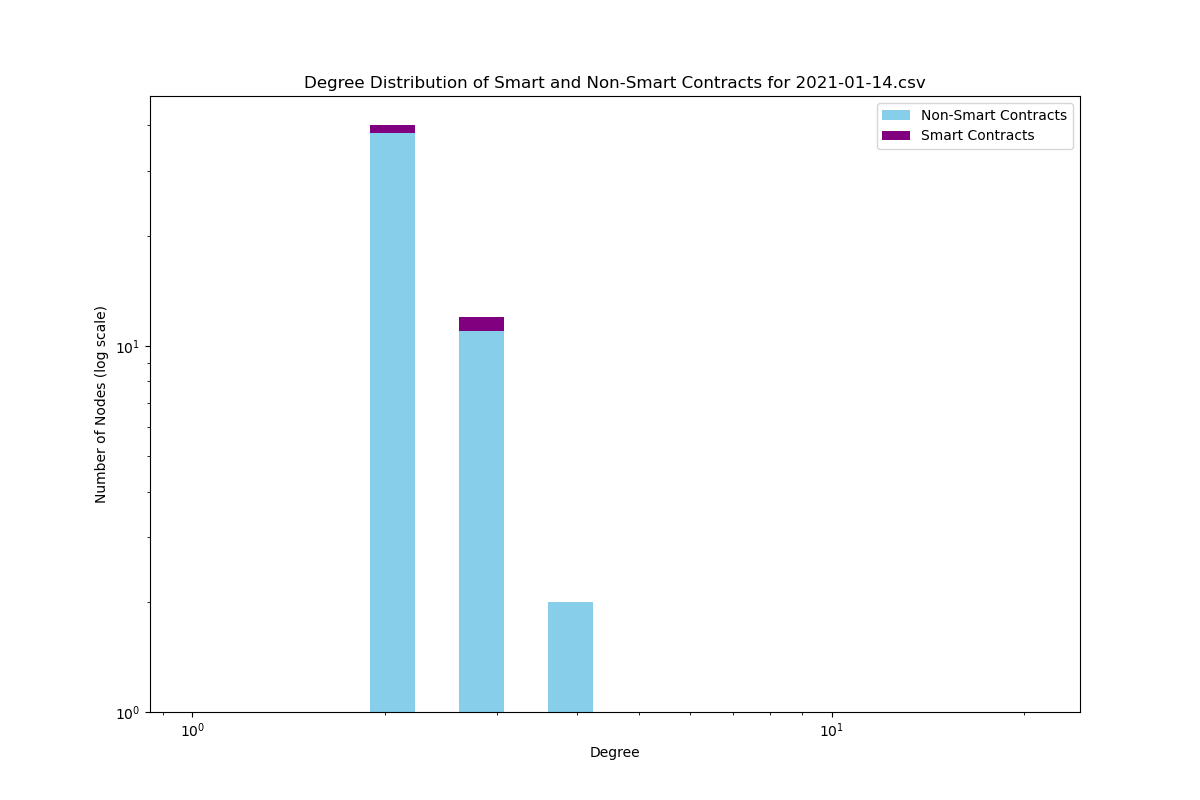 Degree Distribution of Smart and Non-Smart Contracts for 2021-01-14.csv
Non-Smart Contracts
Smart Contracts
Number of Nodes (log scale)
10¹
10⁰
10⁰ 10¹
Degree